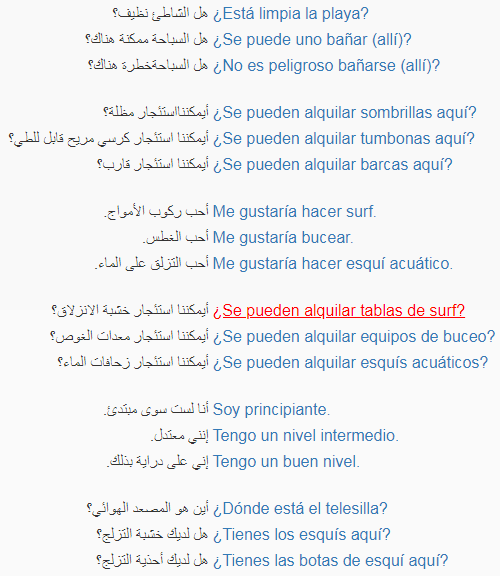 هل الشاطئ نظيف؟ ¿Está limpia la playa?
هل السباحة ممكنة هناك؟ ¿Se puede uno bañar (allí)?
هل السباحةخطرة هناك؟ ¿No es peligroso bañarse (allí)?
أيمكننااستئجار مظلة؟ ¿Se pueden alquilar sombrillas aquí?
أيمكننا استئجار كرسي مريح قابل للطي؟ ¿Se pueden alquilar tumbonas aquí?
أيمكننا استئجار قارب؟ ¿Se pueden alquilar barcas aquí?
أحب ركوب الأمواج. Me gustaría hacer surf.
أحب الغطس. Me gustaría bucear.
أحب التزلق على الماء. Me gustaría hacer esquí acuático.
أيمكننا استئجار خشبة الانزلاق؟ ¿Se pueden alquilar tablas de surf?
أيمكننا استئجار معدات الغوص؟ ¿Se pueden alquilar equipos de buceo?
أيمكننا استئجار زحافات الماء؟ ¿Se pueden alquilar esquís acuáticos?
أنا لست سوى مبتدئ. Soy principiante.
إنني معتدل. Tengo un nivel intermedio.
إني على دراية بذلك. Tengo un buen nivel.
أين هو المصعد الهوائي؟ ¿Dónde está el telesilla?
هل لديك خشبة التزلج؟ ¿Tienes los esquís aquí?
هل لديك أحذية التزلج؟ ¿Tienes las botas de esquí aquí?